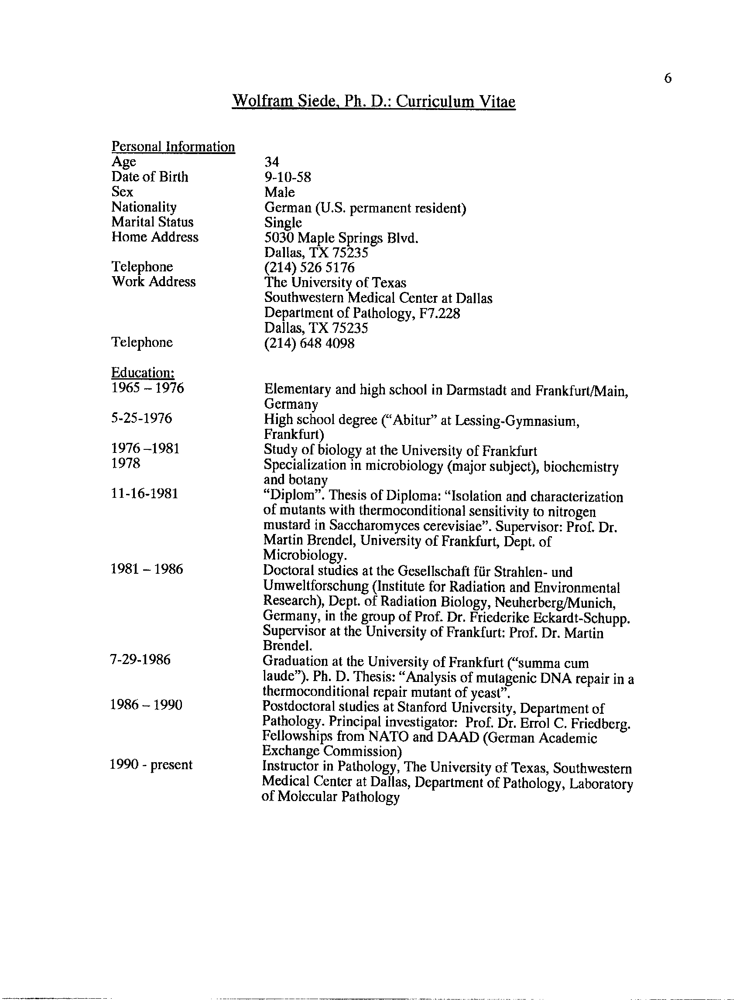 6
Wolfram Siede, Ph. D.: Curriculum Vitae
Personal Information
Age 34
Date of Birth 9-10-58
Sex Male
Nationality German (U.S. permanent resident)
Marital Status Single
Home Address 5030 Maple Springs Blvd.
Dallas, TX 75235
Telephone (214) 526 5176
Work Address The University of Texas
Southwestern Medical Center at Dallas
Department of Pathology, F7.228
Dallas, TX 75235
Telephone (214) 648 4098
Education:
1965 – 1976 Elementary and high school in Darmstadt and Frankfurt/Main,
Germany
5-25-1976 High school degree (“Abitur” at Lessing-Gymnasium,
Frankfurt)
1976 –1981 Study of biology at the University of Frankfurt
1978 Specialization in microbiology (major subject), biochemistry
and botany
11-16-1981 “Diplom”. Thesis of Diploma: “Isolation and characterization
of mutants with thermoconditional sensitivity to nitrogen
mustard in Saccharomyces cerevisiae”. Supervisor: Prof. Dr.
Martin Brendel, University of Frankfurt, Dept. of
Microbiology.
1981 – 1986 Doctoral studies at the Gesellschaft für Strahlen- und
Umweltforschung (Institute for Radiation and Environmental
Research), Dept. of Radiation Biology, Neuherberg/Munich,
Germany, in the group of Prof. Dr. Friederike Eckardt-Schupp.
Supervisor at the University of Frankfurt: Prof. Dr. Martin
Brendel.
7-29-1986 Graduation at the University of Frankfurt (“summa cum
laude”). Ph. D. Thesis: “Analysis of mutagenic DNA repair in a
thermoconditional repair mutant of yeast”.
1986 – 1990 Postdoctoral studies at Stanford University, Department of
Pathology. Principal investigator: Prof. Dr. Errol C. Friedberg.
Fellowships from NATO and DAAD (German Academic
Exchange Commission)
1990 - present Instructor in Pathology, The University of Texas, Southwestern
Medical Center at Dallas, Department of Pathology, Laboratory
of Molecular Pathology